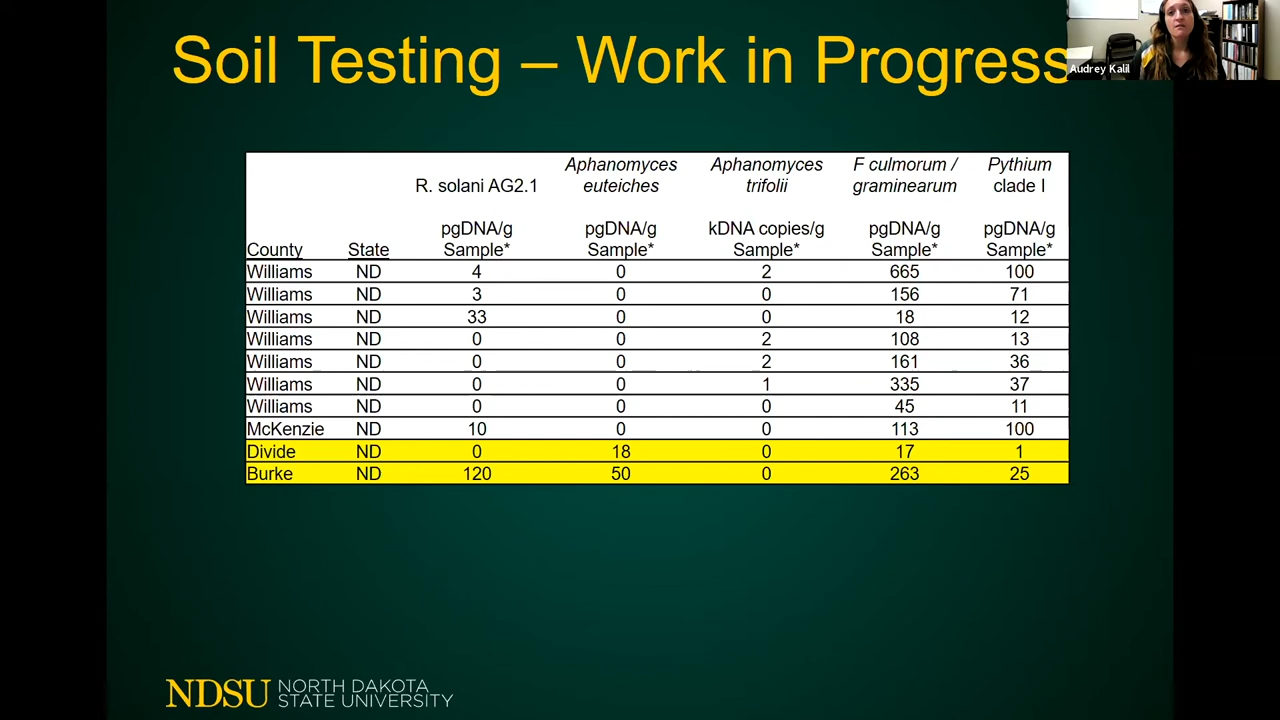 Soil Testing – Work in Progress
Audrey Kalil
County State R. solani AG2.1 pgDNA/g Sample* Aphanomyces euteiches pgDNA/g Sample* Aphanomyces trifolii kDNA copies/g Sample* F culmorum / graminearum pgDNA/g Sample* Pythium clade I pgDNA/g Sample*
Williams ND 4 0 2 665 100
Williams ND 3 0 0 156 71
Williams ND 33 0 0 18 12
Williams ND 0 0 2 108 13
Williams ND 0 0 2 161 36
Williams ND 0 0 1 335 37
Williams ND 0 0 0 45 11
McKenzie ND 10 0 0 113 100
Divide ND 0 18 0 17 1
Burke ND 120 50 0 263 25
NDSU NORTH DAKOTA
STATE UNIVERSITY